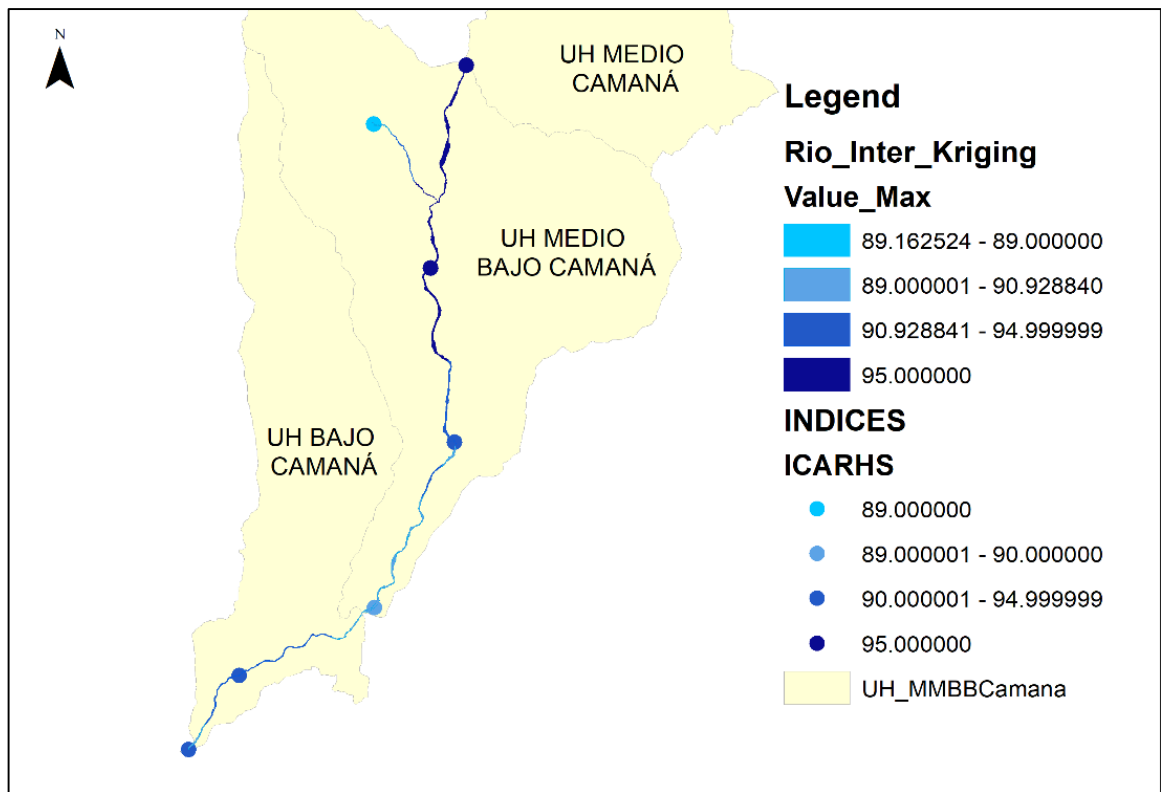 N
UH MEDIO
CAMANÁ
UH MEDIO
BAJO CAMANÁ
UH BAJO
CAMANÁ
Legend
Rio_Inter_Kriging
Value_Max
89.162524 - 89.000000
89.000001 - 90.928840
90.928841 - 94.999999
95.000000
INDICES
ICARHS
89.000000
89.000001 - 90.000000
90.000001 - 94.999999
95.000000
UH_MMBBCamana